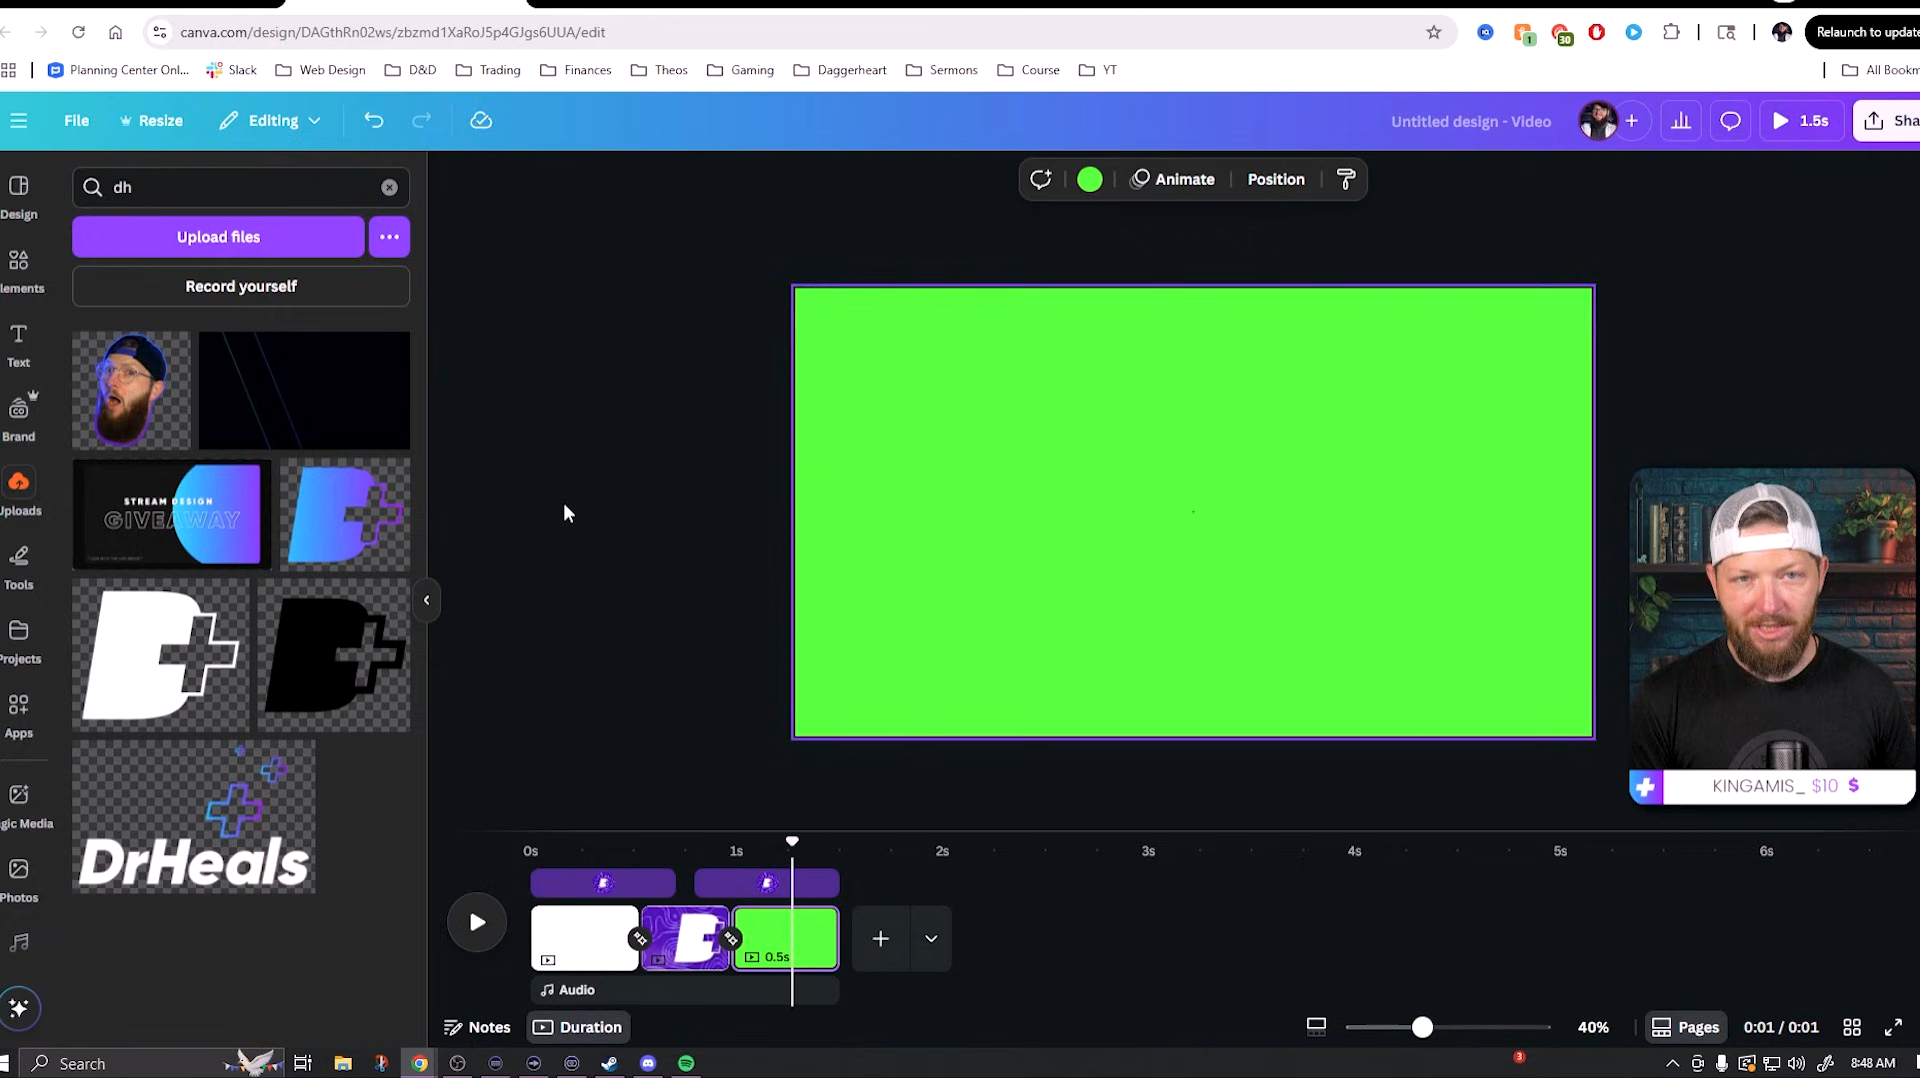 canva.com/design/DAGthRn02ws/zbzmd1XaRoJ5p4GJgs6UUA/edit
1
30
Relaunch to update
Planning Center Onl...
Slack
Web Design
D&D
Trading
Finances
Theos
Gaming
Daggerheart
Sermons
Course
YT
All Bookm
File
Resize
Editing
Untitled design - Video
1.5s
Sha
dh
Upload files
Record yourself
Design
lements
Text
Brand
Uploads
Tools
Projects
Apps
gic Media
Photos
STREAM DESIGN
GIVEAWAY
DrHeals
Animate
Position
KINGAMIS_ $10 $
0s
1s
2s
3s
4s
5s
6s
0.5s
Audio
Notes
Duration
40%
Pages
0:01 / 0:01
Search
3
8:48 AM